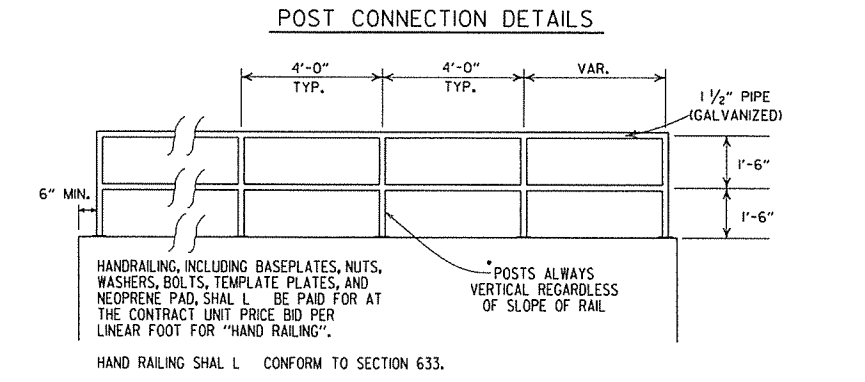 POST CONNECTION DETAILS
4'-0"
TYP.
4'-0"
TYP.
VAR.
1 1/2" PIPE
(GALVANIZED)
1'-6"
6" MIN.
1'-6"
HANDRAILING, INCLUDING BASEPLATES, NUTS,
WASHERS, BOLTS, TEMPLATE PLATES, AND
NEOPRENE PAD, SHAL L BE PAID FOR AT
THE CONTRACT UNIT PRICE BID PER
LINEAR FOOT FOR "HAND RAILING".
*POSTS ALWAYS
VERTICAL REGARDLESS
OF SLOPE OF RAIL
HAND RAILING SHAL L CONFORM TO SECTION 633.